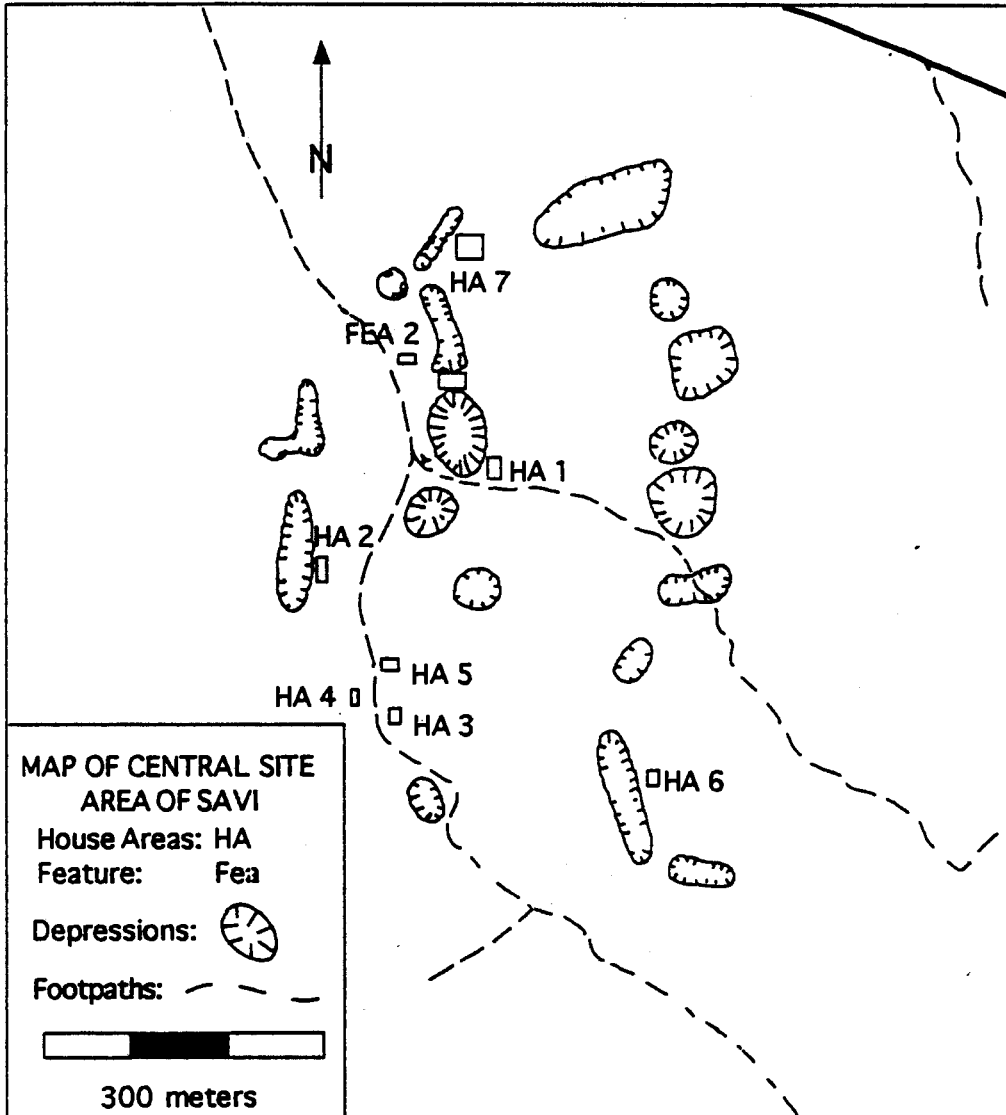 N
HA 7
FEA 2
HA 1
HA 2
HA 5
HA 4
HA 3
HA 6
MAP OF CENTRAL SITE
AREA OF SAVI
House Areas: HA
Feature: Fea
Depressions:
Footpaths:
300 meters